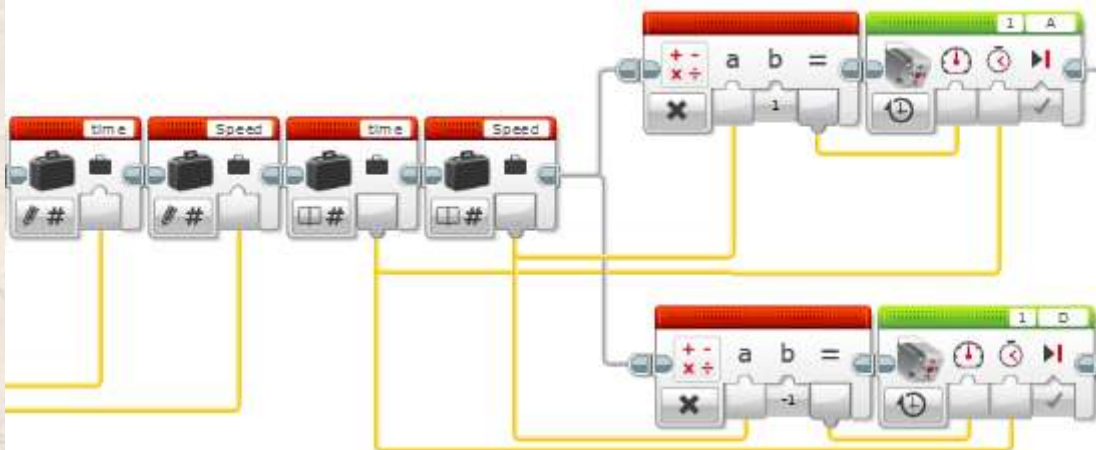 1 A
a b =
1
time Speed time Speed
# # # #
1 D
a b =
-1